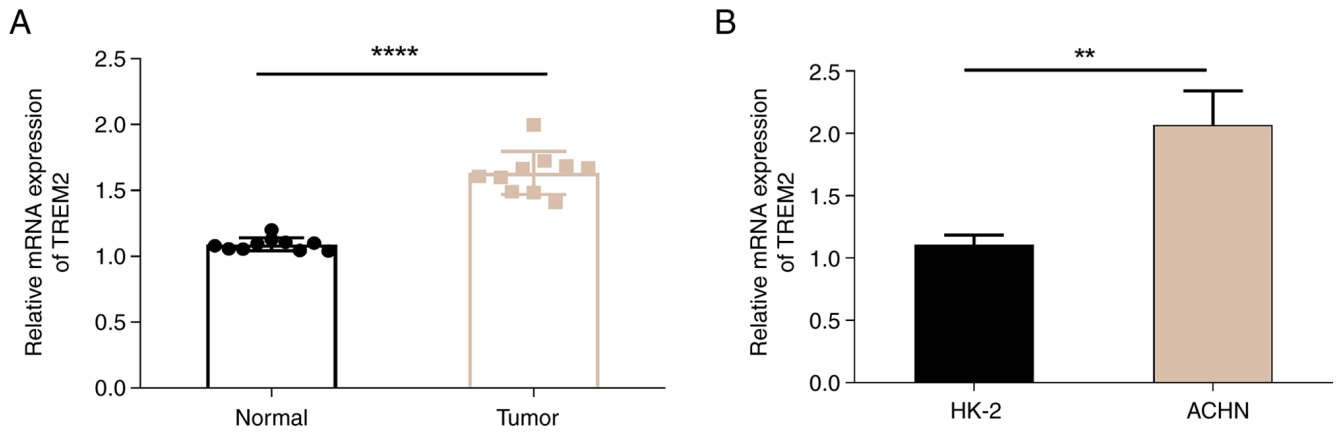 A
Relative mRNA expression
of TREM2
2.5
2.0
1.5
1.0
0.5
0.0
****
Normal
Tumor
B
Relative mRNA expression
of TREM2
2.5
2.0
1.5
1.0
0.5
0.0
**
HK-2
ACHN